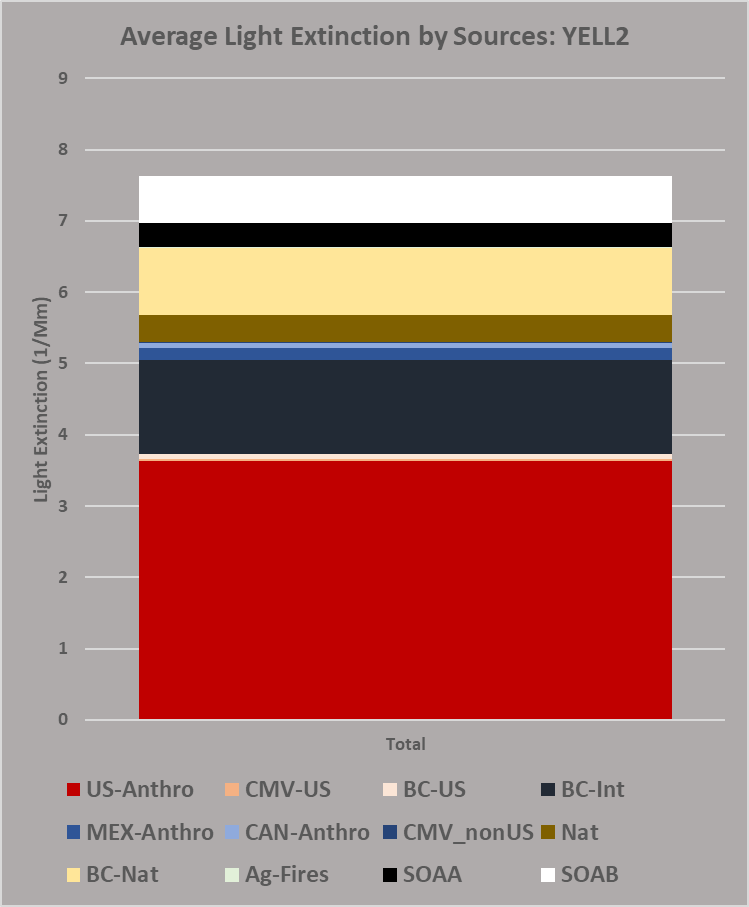 Average Light Extinction by Sources: YELL2
9
8
7
6
5
4
3
2
1
0
Light Extinction (1/Mm)
Total
US-Anthro CMV-US BC-US BC-Int
MEX-Anthro CAN-Anthro CMV_nonUS Nat
BC-Nat Ag-Fires SOAA SOAB